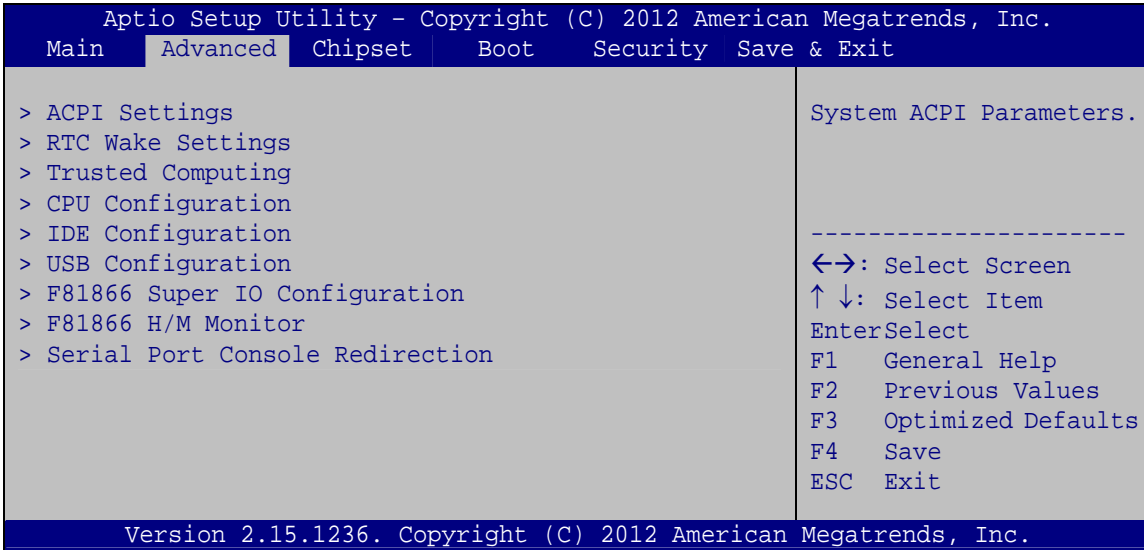 Aptio Setup Utility – Copyright (C) 2012 American Megatrends, Inc.
Main Advanced Chipset Boot Security Save & Exit
> ACPI Settings
> RTC Wake Settings
> Trusted Computing
> CPU Configuration
> IDE Configuration
> USB Configuration
> F81866 Super IO Configuration
> F81866 H/M Monitor
> Serial Port Console Redirection
System ACPI Parameters.
----------------------
←→: Select Screen
↑ ↓: Select Item
EnterSelect
F1 General Help
F2 Previous Values
F3 Optimized Defaults
F4 Save
ESC Exit
Version 2.15.1236. Copyright (C) 2012 American Megatrends, Inc.